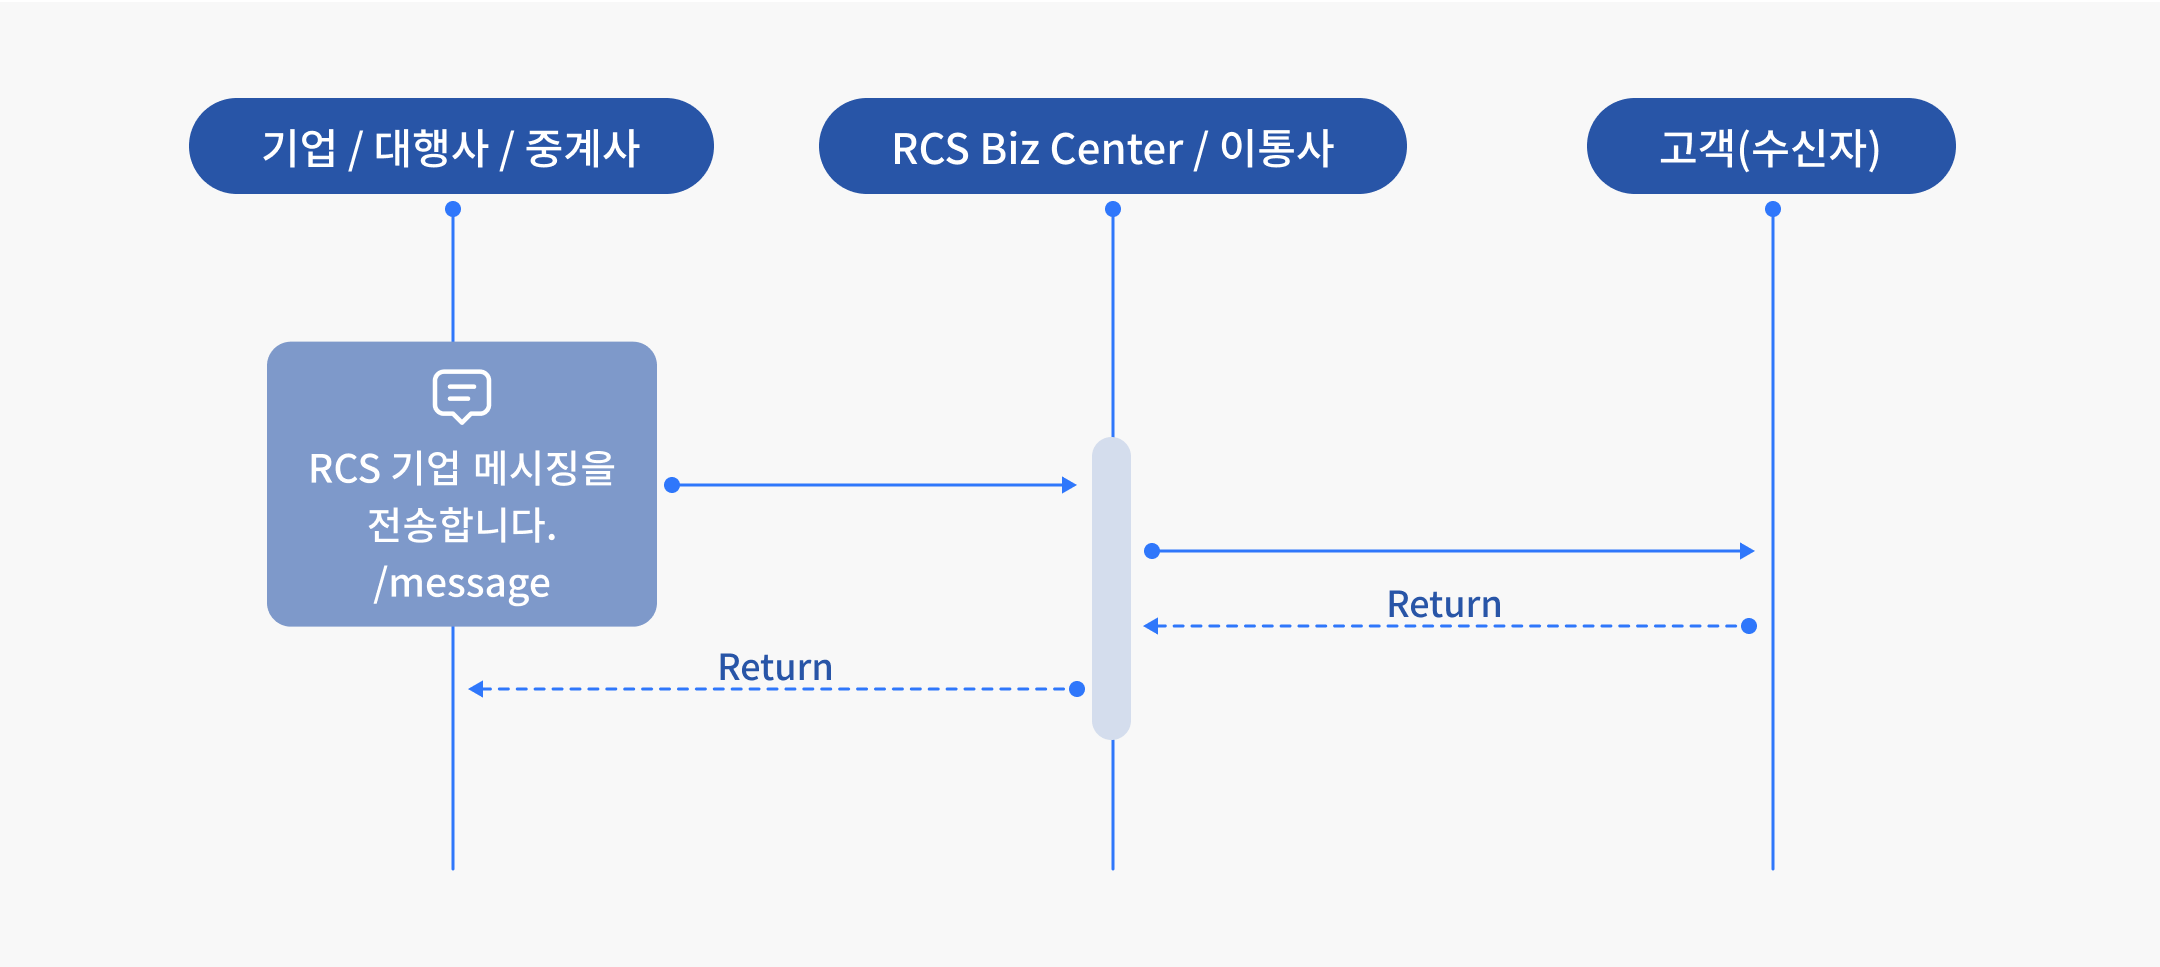 기업 / 대행사 / 중계사
RCS Biz Center / 이통사
고객(수신자)
RCS 기업 메시징을
전송합니다.
/message
Return
Return